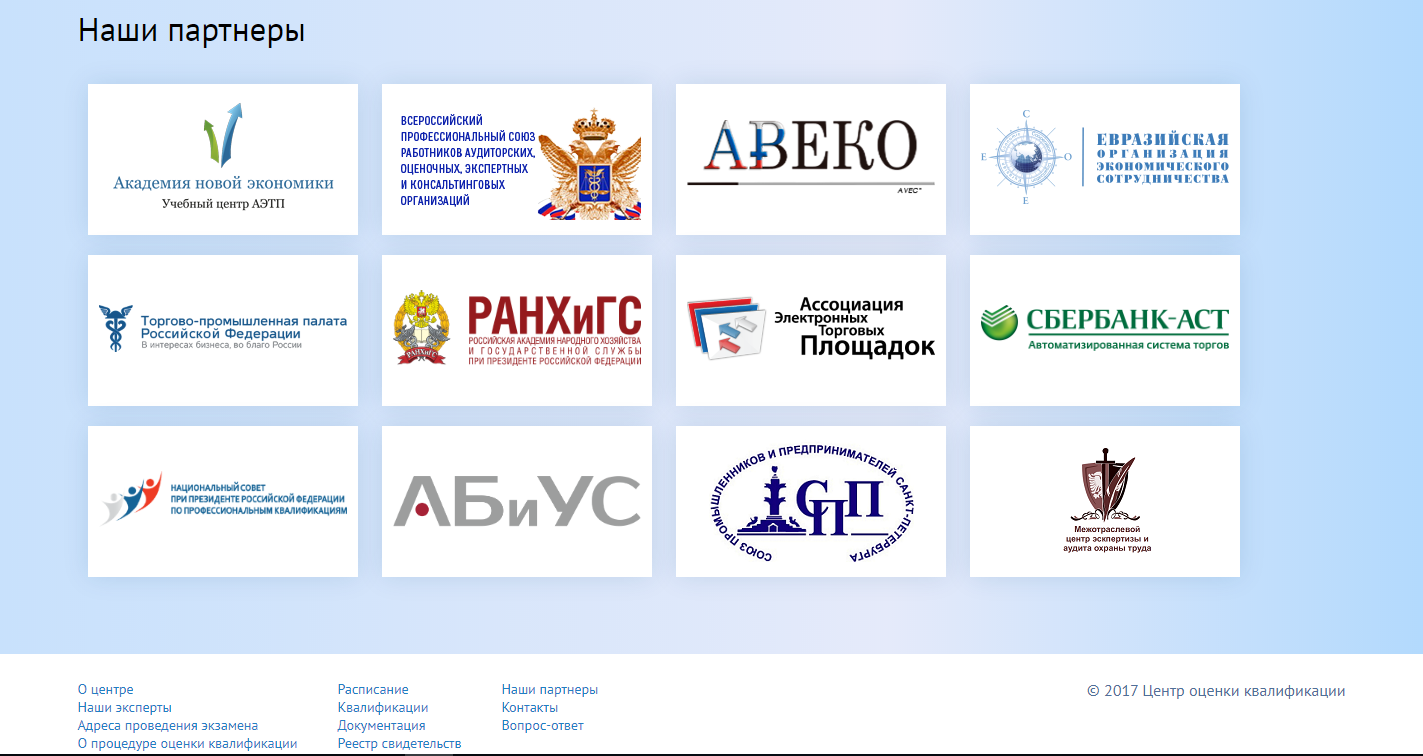 Наши партнеры
Академия новой экономики
Учебный центр АЭТП
ВСЕРОССИЙСКИЙ
ПРОФЕССИОНАЛЬНЫЙ СОЮЗ
РАБОТНИКОВ АУДИТОРСКИХ,
ОЦЕНОЧНЫХ, ЭКСПЕРТНЫХ
И КОНСАЛЬТИНГОВЫХ
ОРГАНИЗАЦИЙ
АВЕКО
AVEC°
С
Е О
Е
ЕВРАЗИЙСКАЯ
ОРГАНИЗАЦИЯ
ЭКОНОМИЧЕСКОГО
СОТРУДНИЧЕСТВА
Торгово-промышленная палата
Российской Федерации
В интересах бизнеса, во благо России
РАНХиГС
РАНХиГС
РОССИЙСКАЯ АКАДЕМИЯ НАРОДНОГО ХОЗЯЙСТВА
И ГОСУДАРСТВЕННОЙ СЛУЖБЫ
ПРИ ПРЕЗИДЕНТЕ РОССИЙСКОЙ ФЕДЕРАЦИИ
Ассоциация
Электронных
Торговых
Площадок
СБЕРБАНК-АСТ
Автоматизированная система торгов
НАЦИОНАЛЬНЫЙ СОВЕТ
ПРИ ПРЕЗИДЕНТЕ РОССИЙСКОЙ ФЕДЕРАЦИИ
ПО ПРОФЕССИОНАЛЬНЫМ КВАЛИФИКАЦИЯМ
АБиУС
СОЮЗ ПРОМЫШЛЕННИКОВ И ПРЕДПРИНИМАТЕЛЕЙ САНКТ-ПЕТЕРБУРГА
СПП
Межотраслевой
центр эскпертизы и
аудита охраны труда
О центре
Наши эксперты
Адреса проведения экзамена
О процедуре оценки квалификации
Расписание
Квалификации
Документация
Реестр свидетельств
Наши партнеры
Контакты
Вопрос-ответ
© 2017 Центр оценки квалификации